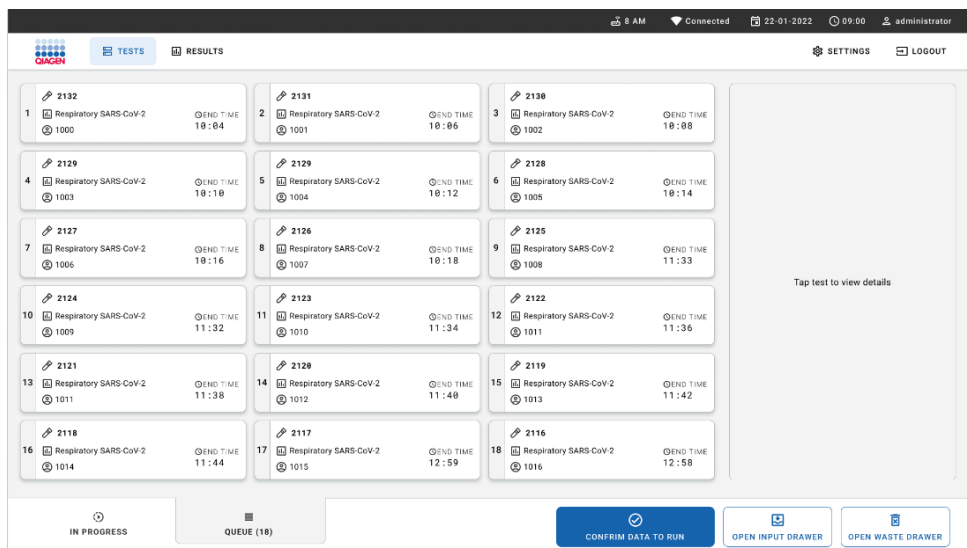 8 AM Connected 22-01-2022 09:00 administrator
QIAGEN TESTS RESULTS SETTINGS LOGOUT
1
2132
Respiratory SARS-CoV-2
1000
END TIME
10:04
2
2131
Respiratory SARS-CoV-2
1001
END TIME
10:06
3
2130
Respiratory SARS-CoV-2
1002
END TIME
10:08
4
2129
Respiratory SARS-CoV-2
1003
END TIME
10:10
5
2129
Respiratory SARS-CoV-2
1004
END TIME
10:12
6
2128
Respiratory SARS-CoV-2
1005
END TIME
10:14
7
2127
Respiratory SARS-CoV-2
1006
END TIME
10:16
8
2126
Respiratory SARS-CoV-2
1007
END TIME
10:18
9
2125
Respiratory SARS-CoV-2
1008
END TIME
11:33
10
2124
Respiratory SARS-CoV-2
1009
END TIME
11:32
11
2123
Respiratory SARS-CoV-2
1010
END TIME
11:34
12
2122
Respiratory SARS-CoV-2
1011
END TIME
11:36
13
2121
Respiratory SARS-CoV-2
1011
END TIME
11:38
14
2120
Respiratory SARS-CoV-2
1012
END TIME
11:40
15
2119
Respiratory SARS-CoV-2
1013
END TIME
11:42
16
2118
Respiratory SARS-CoV-2
1014
END TIME
11:44
17
2117
Respiratory SARS-CoV-2
1015
END TIME
12:59
18
2116
Respiratory SARS-CoV-2
1016
END TIME
12:58
Tap test to view details
IN PROGRESS
QUEUE (18)
CONFRIM DATA TO RUN
OPEN INPUT DRAWER
OPEN WASTE DRAWER